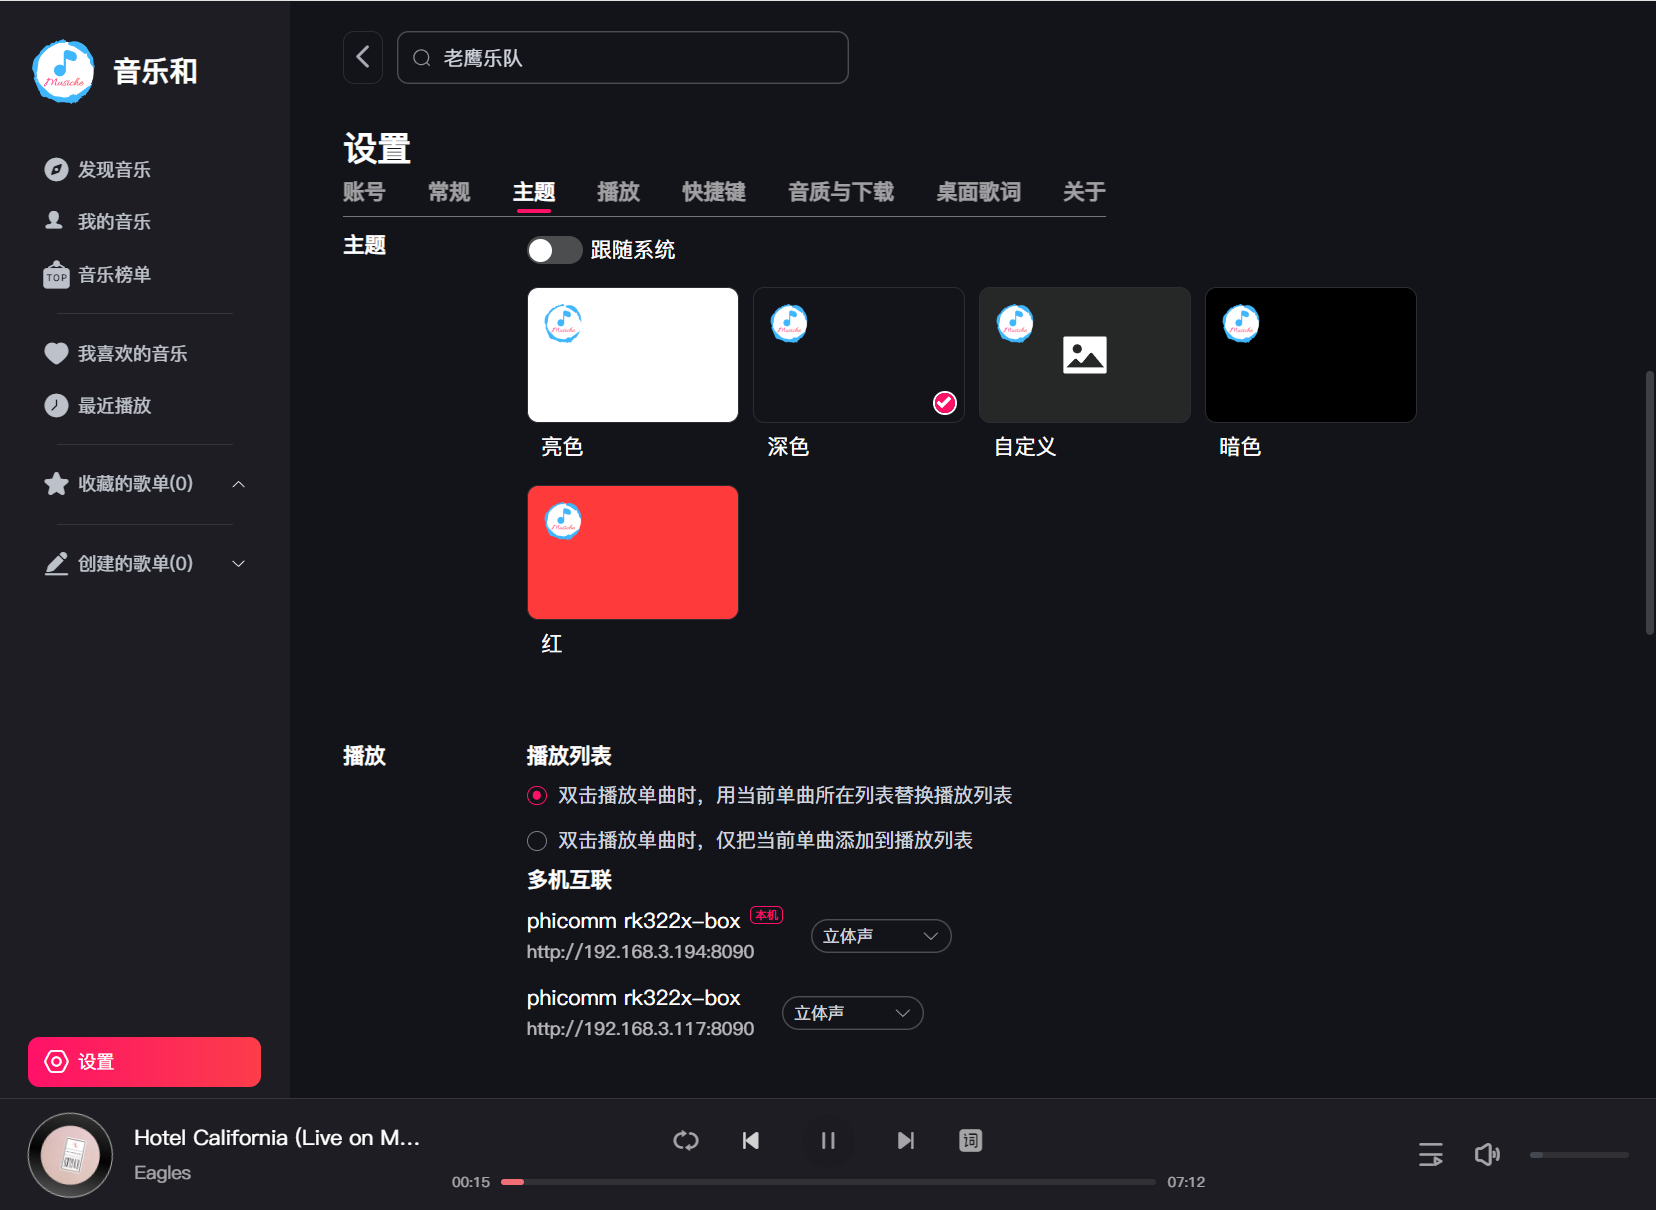 Musiche
音乐和
老鹰乐队
发现音乐
我的音乐
TOP
音乐榜单
我喜欢的音乐
最近播放
收藏的歌单(0)
创建的歌单(0)
设置
设置
账号 常规 主题 播放 快捷键 音质与下载 桌面歌词 关于
主题
跟随系统
Musiche Musiche Musiche Musiche
亮色 深色 自定义 暗色
Musiche
红
播放
播放列表
双击播放单曲时，用当前单曲所在列表替换播放列表
双击播放单曲时，仅把当前单曲添加到播放列表
多机互联
phicomm rk322x-box 本机
http://192.168.3.194:8090
立体声
phicomm rk322x-box
http://192.168.3.117:8090
立体声
Hotel California (Live on M...
Eagles
词
00:15
07:12